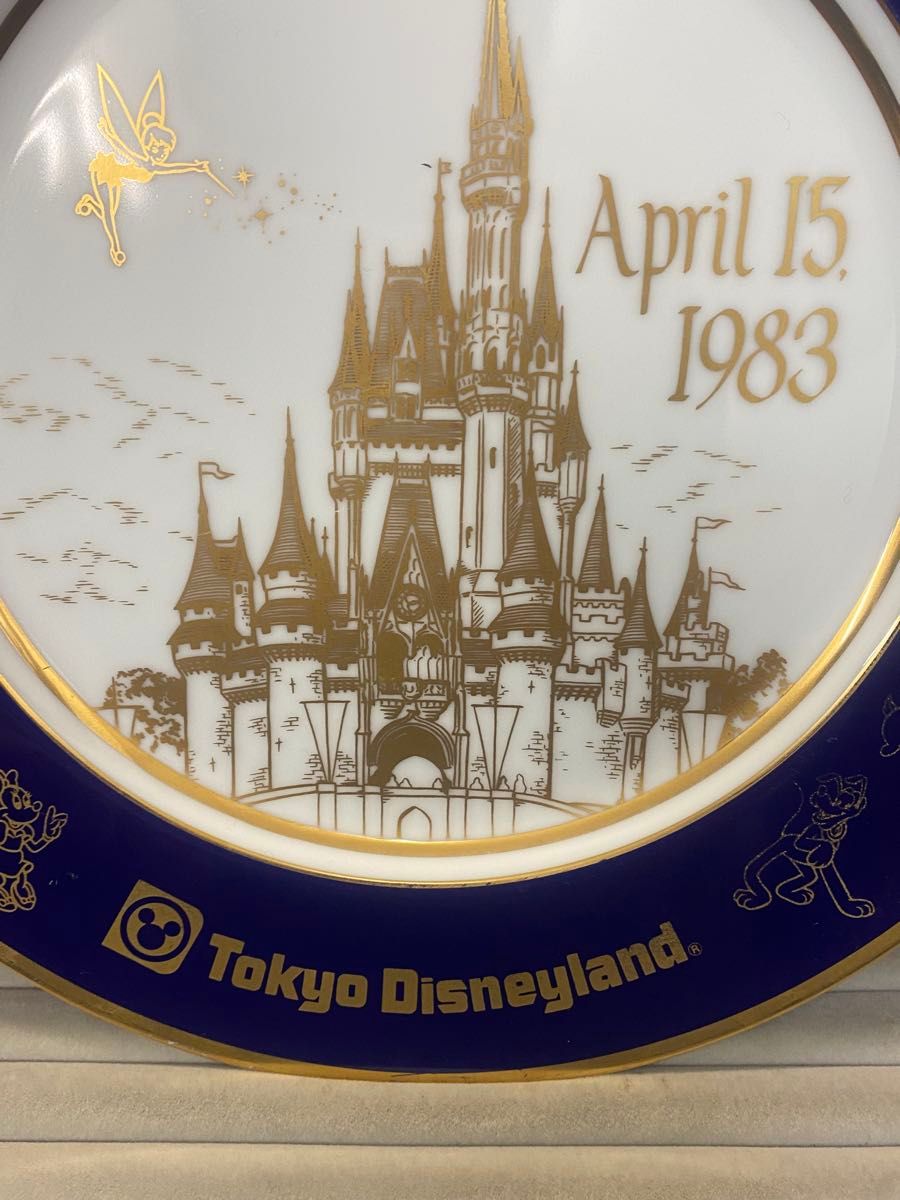 April 15,
1983
Tokyo Disneyland®